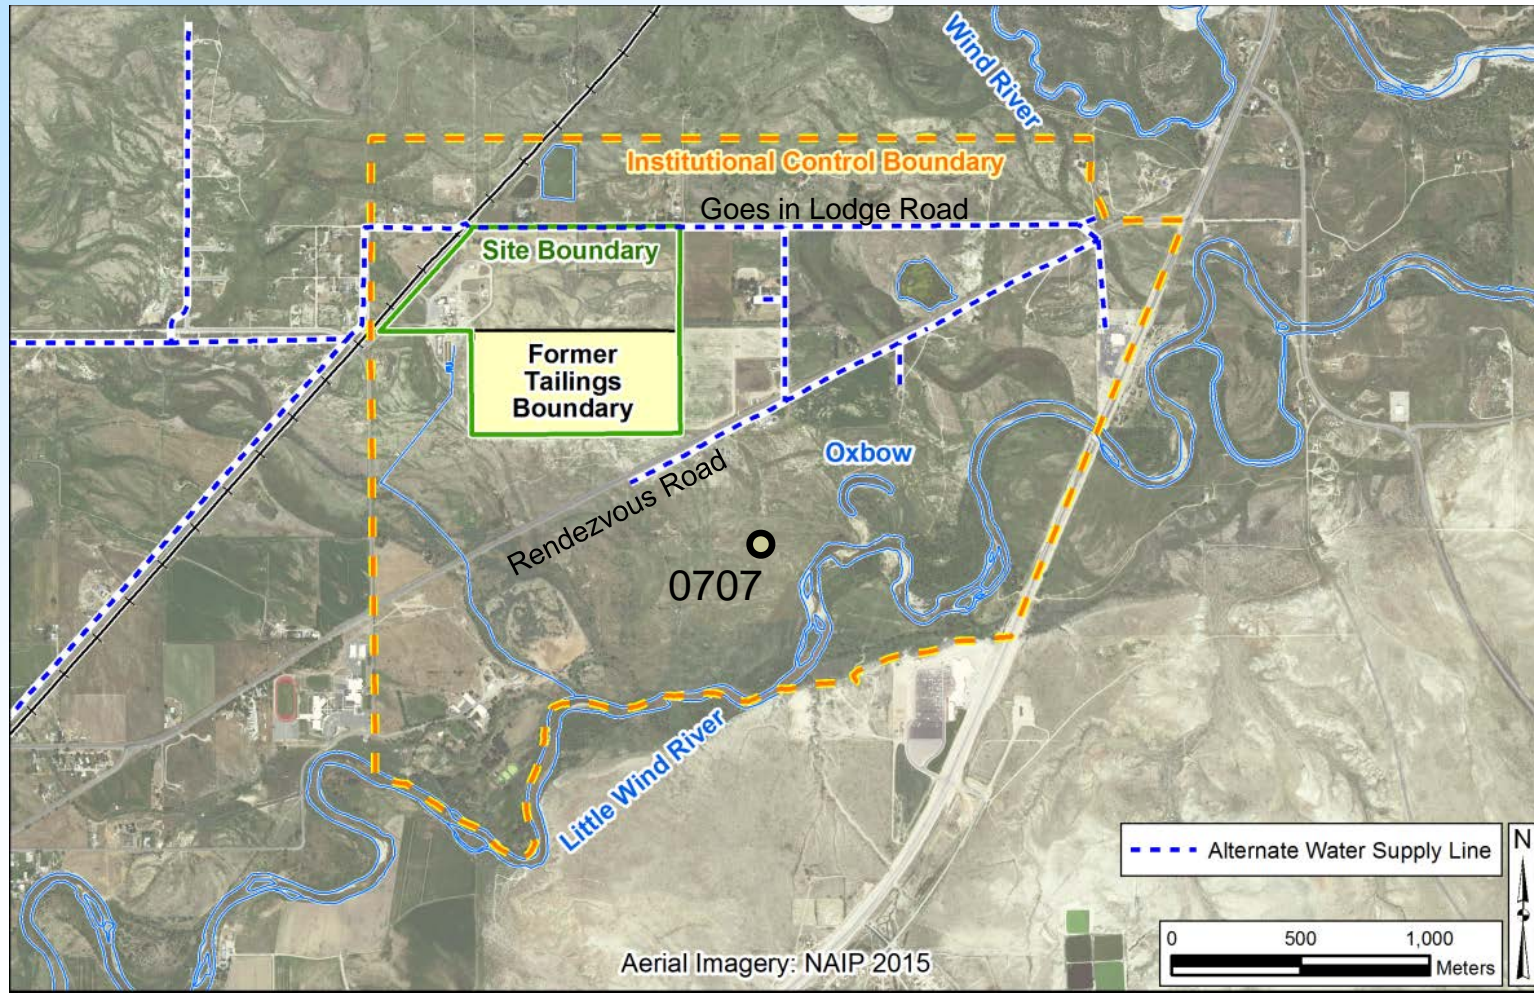 Wind River
Institutional Control Boundary
Goes in Lodge Road
Site Boundary
Former
Tailings
Boundary
Oxbow
Rendezvous Road
0707
Little Wind River
Alternate Water Supply Line
N
0 500 1,000
Meters
Aerial Imagery: NAIP 2015